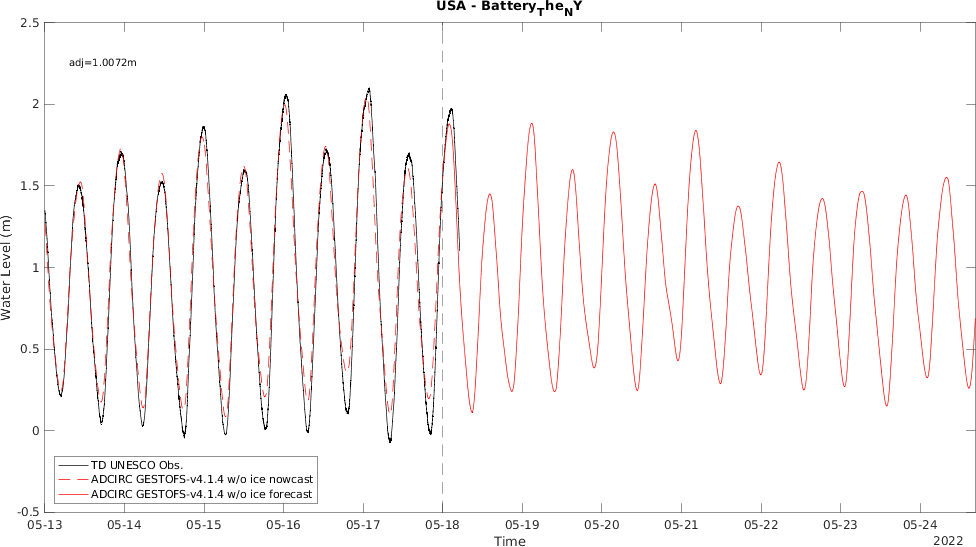 USA - BatteryTheNY
2.5
adj=1.0072m
2
1.5
1
0.5
0
-0.5
Water Level (m)
TD UNESCO Obs.
ADCIRC GESTOFS-v4.1.4 w/o ice nowcast
ADCIRC GESTOFS-v4.1.4 w/o ice forecast
05-13 05-14 05-15 05-16 05-17 05-18 05-19 05-20 05-21 05-22 05-23 05-24
Time
2022